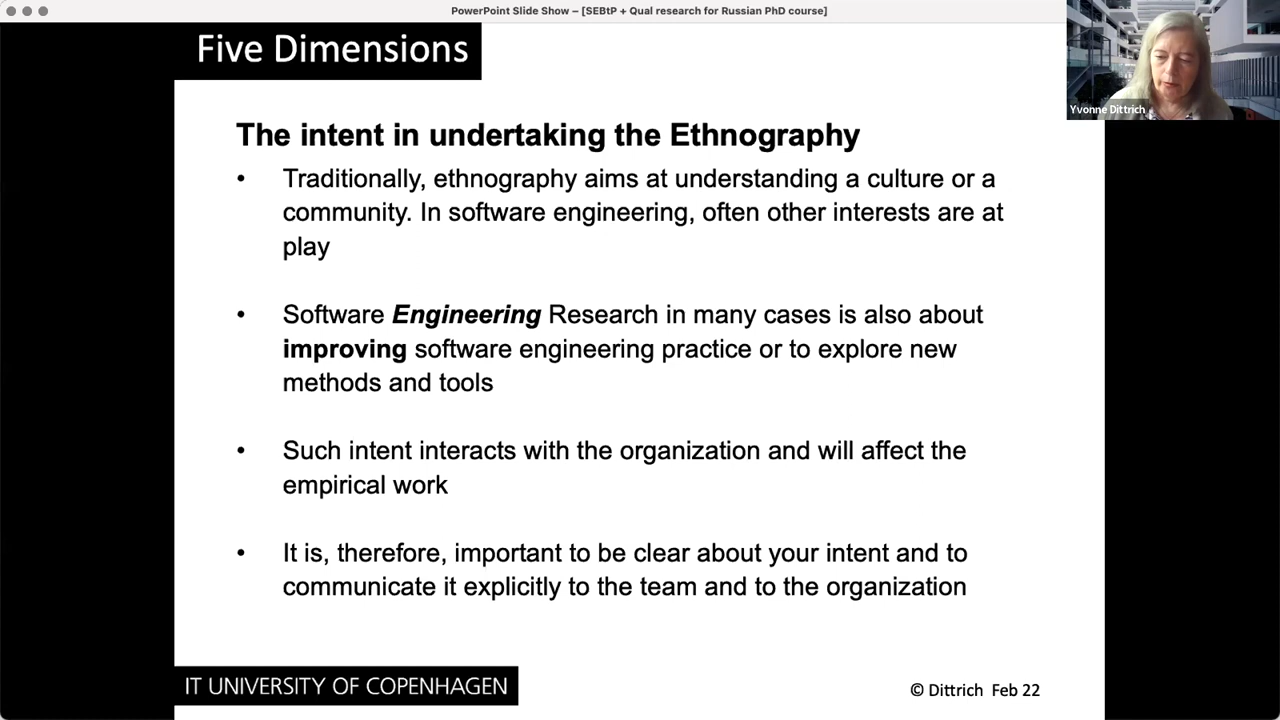 PowerPoint Slide Show – [SEBtP + Qual research for Russian PhD course]
Five Dimensions
Yvonne Dittrich
The intent in undertaking the Ethnography
• Traditionally, ethnography aims at understanding a culture or a
community. In software engineering, often other interests are at
play
• Software Engineering Research in many cases is also about
improving software engineering practice or to explore new
methods and tools
• Such intent interacts with the organization and will affect the
empirical work
• It is, therefore, important to be clear about your intent and to
communicate it explicitly to the team and to the organization
IT UNIVERSITY OF COPENHAGEN
© Dittrich Feb 22